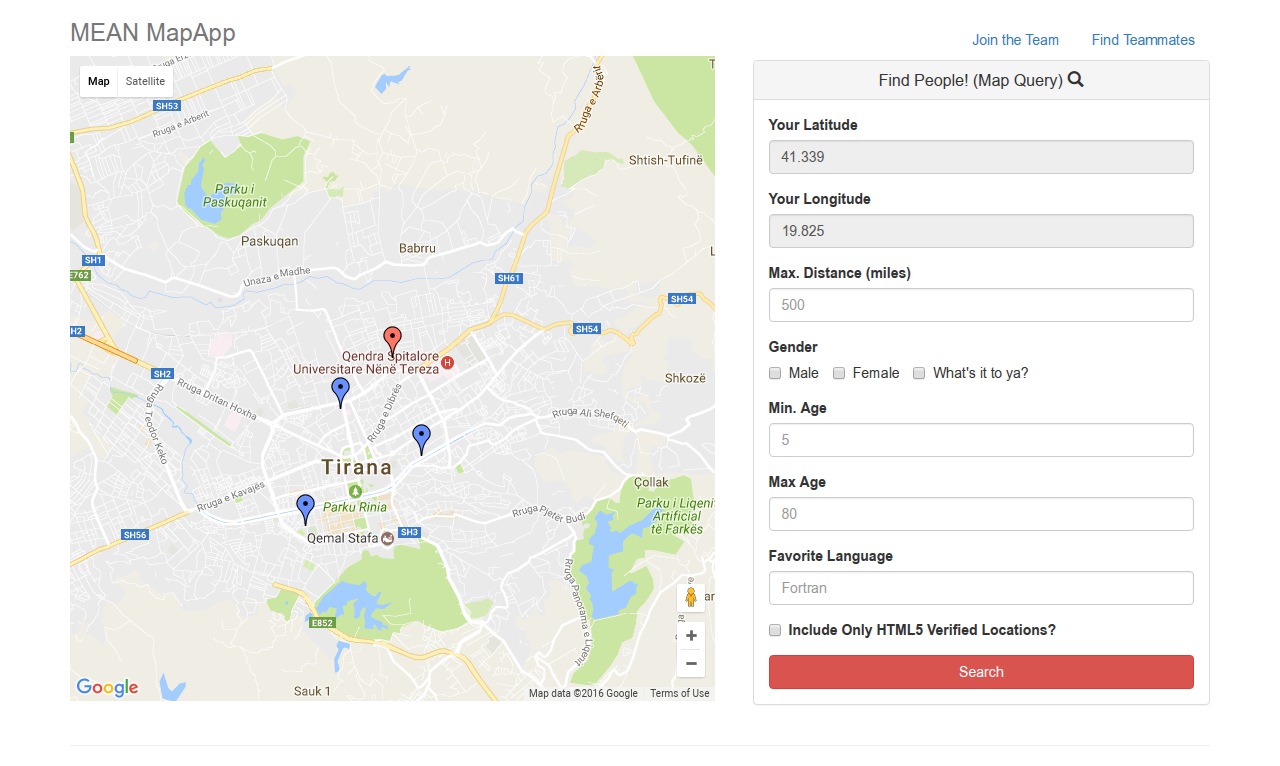 MEAN MapApp
Join the Team
Find Teammates
Map
Satellite
SH53
Rruga e Arberit
Rruga e Arberit
Shtish-Tufinë
Parku i
Paskuqanit
Paskuqan
Babrru
SH1
E762
Unaza e Madhe
SH61
SH54
SH54
H2
SH2
Qendra Spitalore
Universitare Nënë Tereza
H
Shkozë
Rruga Dritan Hoxha
Rruga Teodor Keko
Rruga e Dibrës
Rruga Ali Shefqeti
Tirana
Çollak
Rruga e Kavajës
Parku Rinia
Rruga Pjetër Budi
Parku i Liqenit
Artificial
të Farkës
SH56
Qemal Stafa
SH3
Rruga Panorama e Liqenit
E852
ar
+
−
Sauk 1
Google
Map data ©2016 Google
Terms of Use
Find People! (Map Query)
Your Latitude
41.339
Your Longitude
19.825
Max. Distance (miles)
500
Gender
Male Female What's it to ya?
Min. Age
5
Max Age
80
Favorite Language
Fortran
Include Only HTML5 Verified Locations?
Search